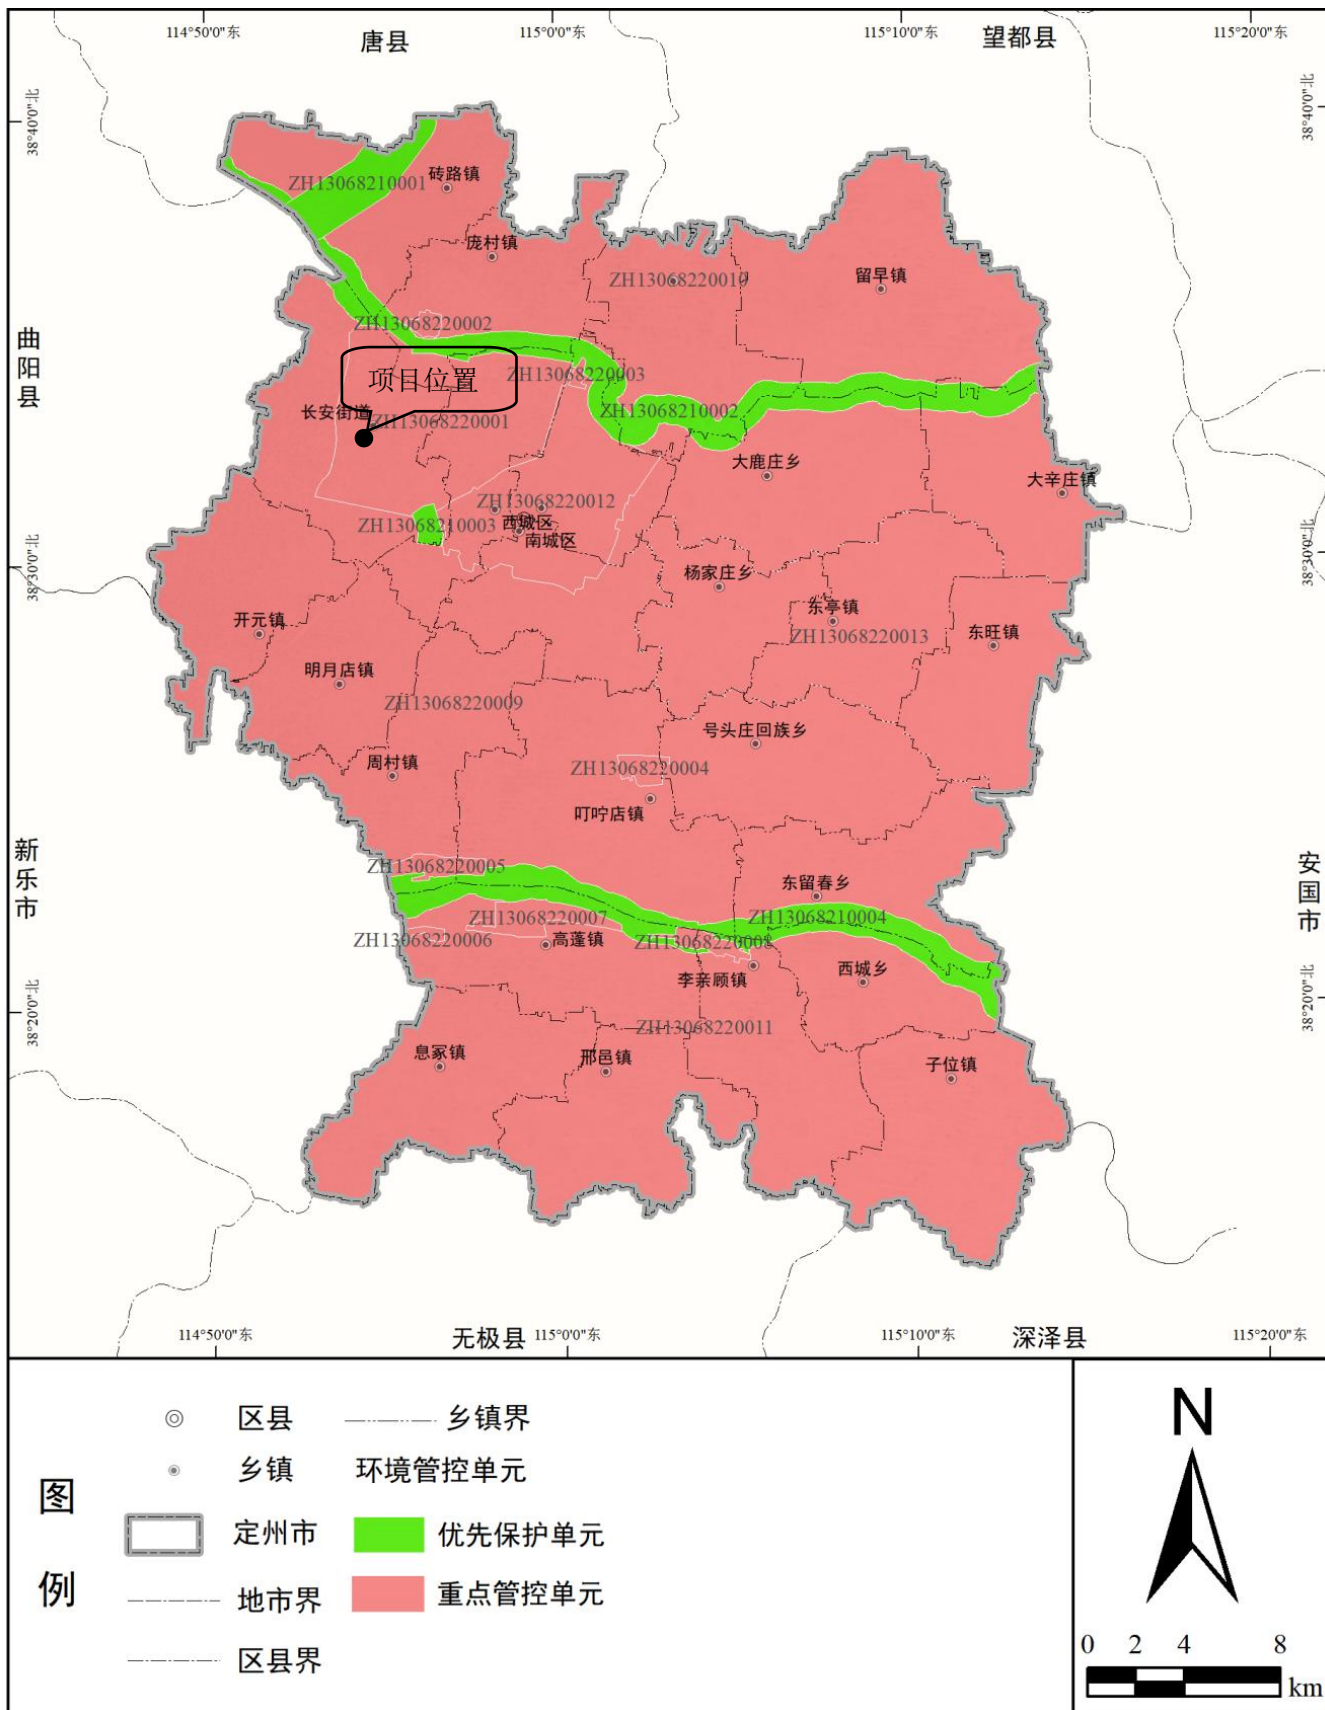 114°50'0"东
115°0'0"东
115°10'0"东
115°20'0"东
唐县
望都县
38°40'0"北
38°40'0"北
ZH13068210001
砖路镇
庞村镇
ZH13068220010
留早镇
ZH13068220002
曲阳县
项目位置
ZH13068220003
长安街道
ZH13068220001
ZH13068210002
大鹿庄乡
大辛庄镇
ZH13068220012
ZH13068210003
西城区
南城区
38°30'0"北
38°30'0"北
杨家庄乡
东亭镇
ZH13068220013
开元镇
东旺镇
明月店镇
ZH13068220009
号头庄回族乡
周村镇
ZH13068220004
叮咛店镇
新乐市
安国市
ZH13068220005
东留春乡
ZH13068220007
ZH13068210004
ZH13068220006
高蓬镇
ZH13068220008
李亲顾镇
西城乡
38°20'0"北
38°20'0"北
ZH13068220011
息冢镇
邢邑镇
子位镇
114°50'0"东
无极县
115°0'0"东
115°10'0"东
深泽县
115°20'0"东
图例
区县
乡镇界
乡镇
环境管控单元
定州市
优先保护单元
地市界
重点管控单元
区县界
N
0 2 4 8
km